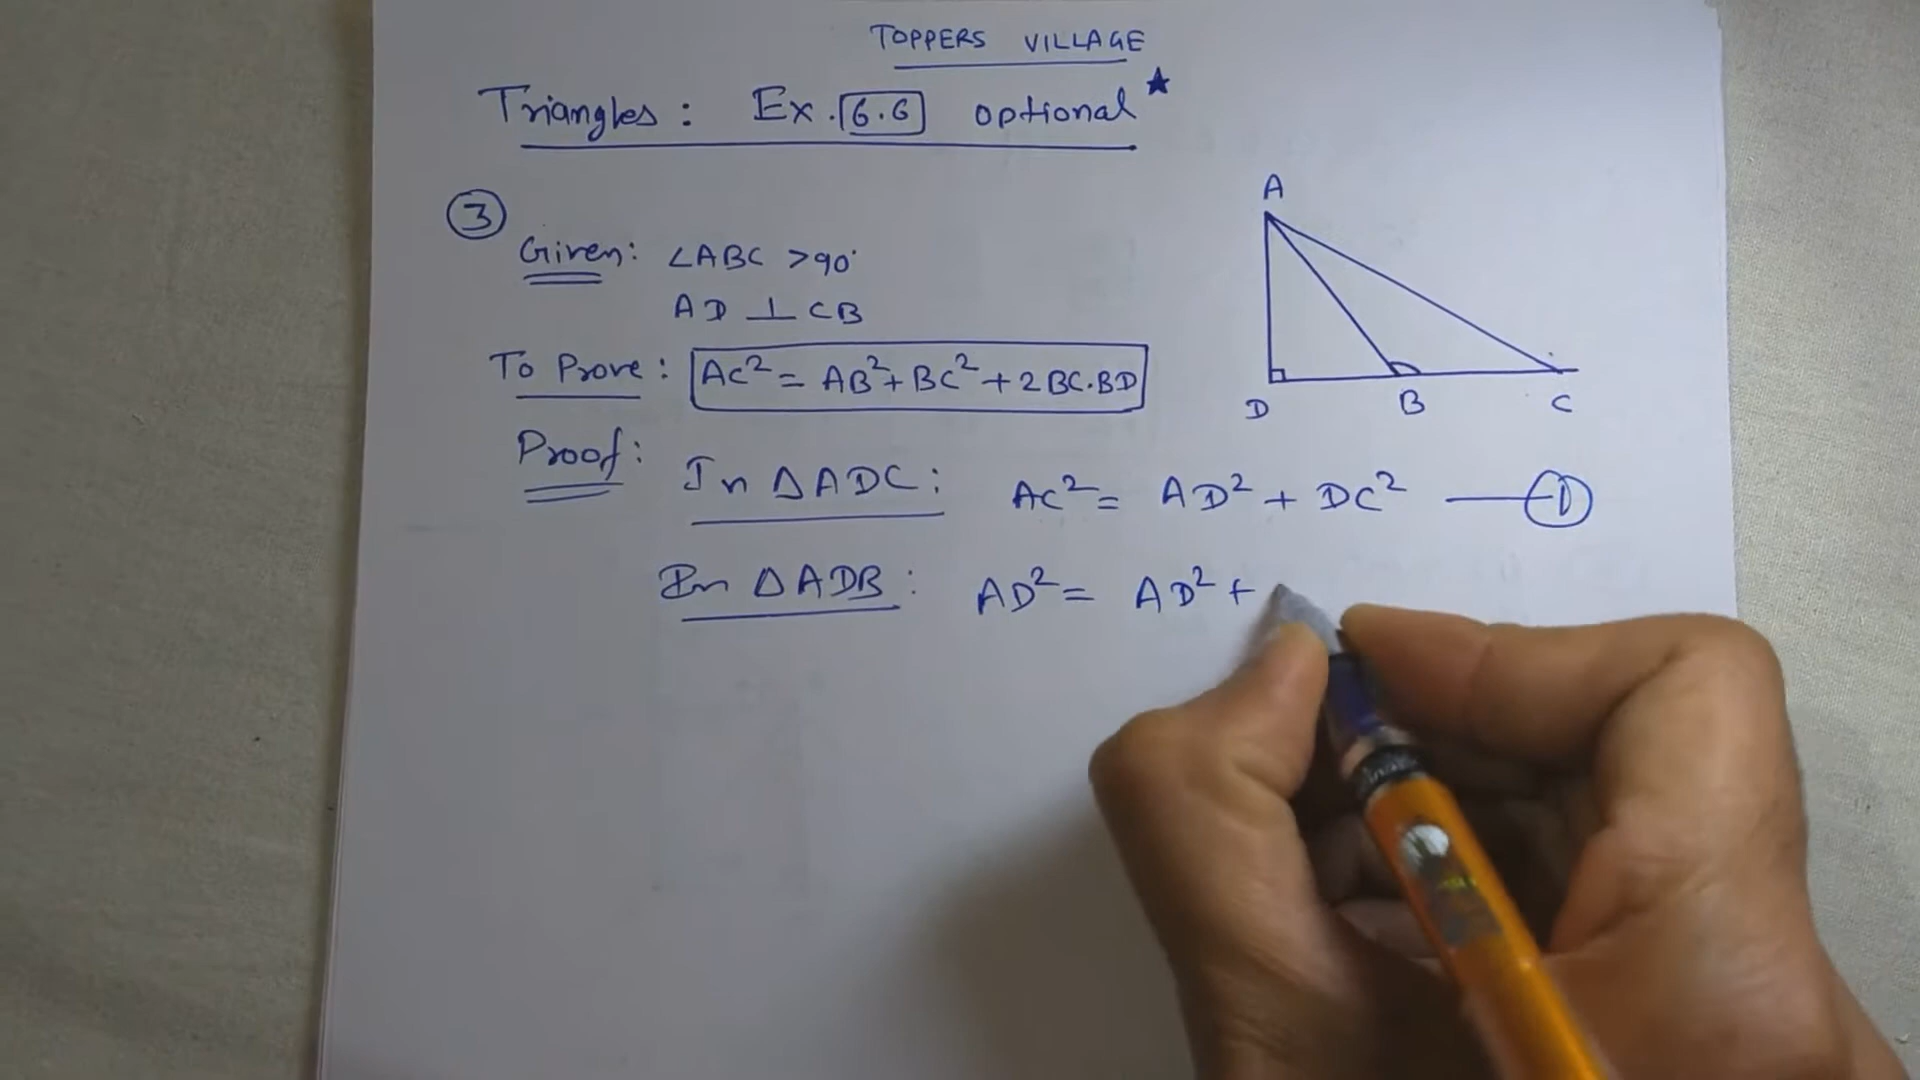 TOPPERS VILLAGE
Triangles: Ex. 6.6 optional ★
③
Given: ∠ABC >90°
AD ⊥ CB
To Prove: AC² = AB² + BC² + 2BC.BD
Proof: In ΔADC: AC² = AD² + DC² — ①
In ΔADB: AD² = AD² +
A
D B C